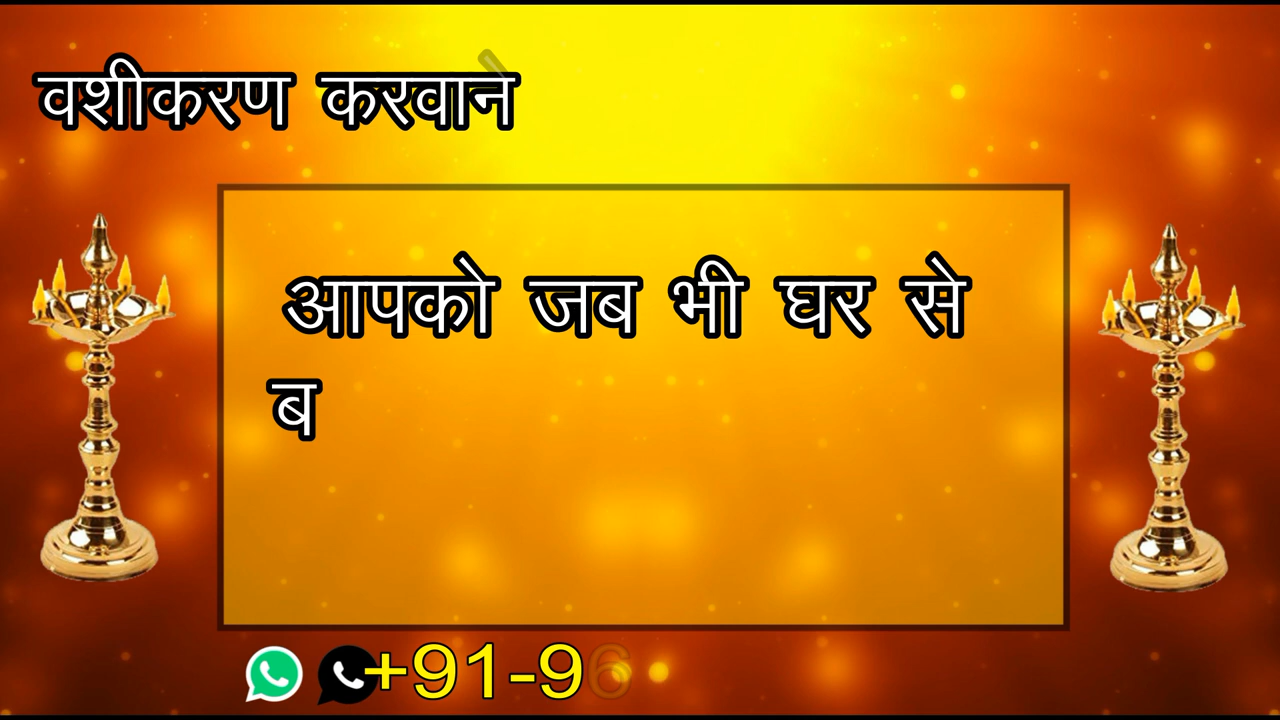 वशीकरण करवाने
आपको जब भी घर से
ब
+91-96